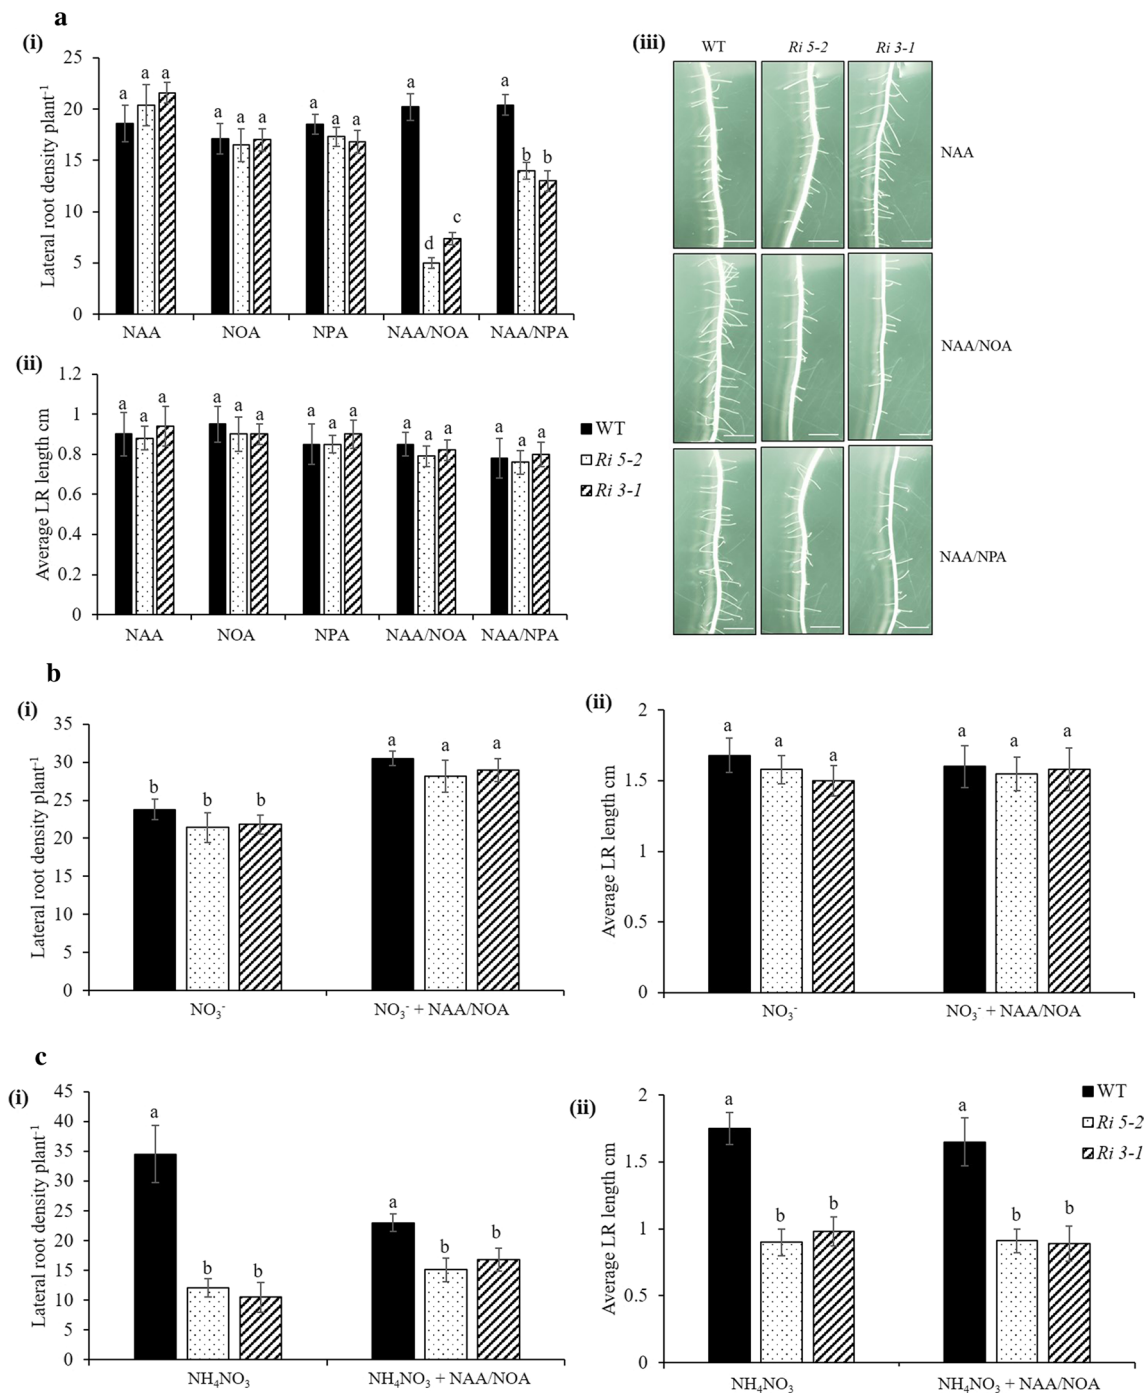 a
(i)
Lateral root density plant⁻¹
25
20
15
10
5
0
a a a
a a a
a a a
a d c
a b b
NAA NOA NPA NAA/NOA NAA/NPA
(ii)
Average LR length cm
1.2
1
0.8
0.6
0.4
0.2
0
a a a
a a a
a a a
a a a
a a a
NAA NOA NPA NAA/NOA NAA/NPA
WT
Ri 5-2
Ri 3-1
(iii)
WT Ri 5-2 Ri 3-1
NAA
NAA/NOA
NAA/NPA
b
(i)
Lateral root density plant⁻¹
35
30
25
20
15
10
5
0
b b b
a a a
NO₃⁻ NO₃⁻ + NAA/NOA
(ii)
Average LR length cm
2
1.5
1
0.5
0
a a a
a a a
NO₃⁻ NO₃⁻ + NAA/NOA
c
(i)
Lateral root density plant⁻¹
45
40
35
30
25
20
15
10
5
0
a b b
a b b
NH₄NO₃ NH₄NO₃ + NAA/NOA
(ii)
Average LR length cm
2
1.5
1
0.5
0
a b b
a b b
NH₄NO₃ NH₄NO₃ + NAA/NOA
WT
Ri 5-2
Ri 3-1